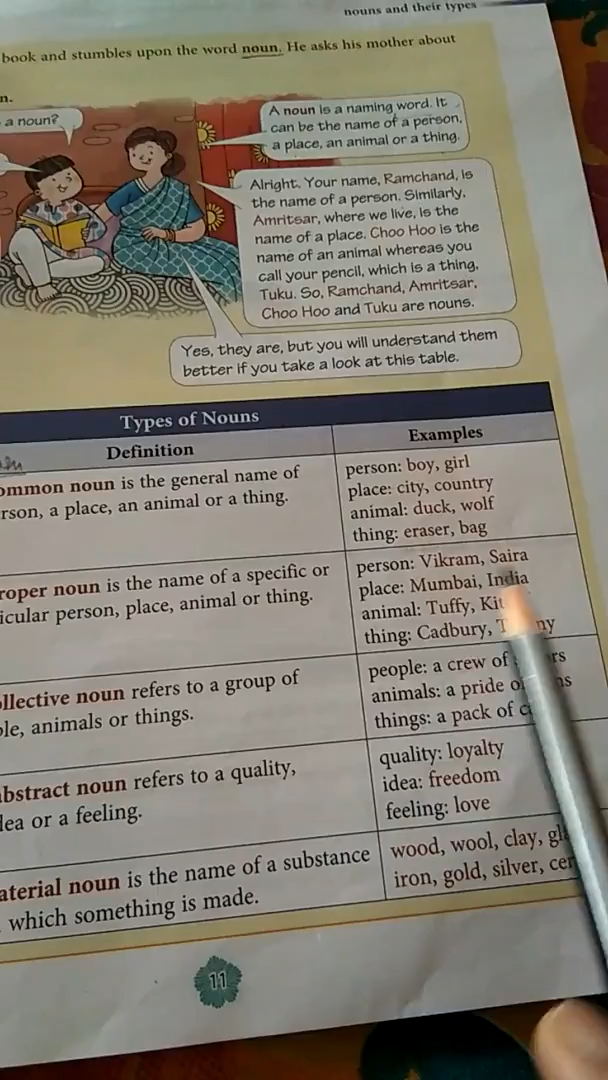 nouns and their types
book and stumbles upon the word noun. He asks his mother about
n.
a noun?
A noun is a naming word. It
can be the name of a person,
a place, an animal or a thing.
Alright. Your name, Ramchand, is
the name of a person. Similarly,
Amritsar, where we live, is the
name of a place. Choo Hoo is the
name of an animal whereas you
call your pencil, which is a thing,
Tuku. So, Ramchand, Amritsar,
Choo Hoo and Tuku are nouns.
Yes, they are, but you will understand them
better if you take a look at this table.
Types of Nouns
Definition
Examples
ommon noun is the general name of
rson, a place, an animal or a thing.
person: boy, girl
place: city, country
animal: duck, wolf
thing: eraser, bag
roper noun is the name of a specific or
icular person, place, animal or thing.
person: Vikram, Saira
place: Mumbai, India
animal: Tuffy, Kit
thing: Cadbury,
ollective noun refers to a group of
ple, animals or things.
people: a crew of
animals: a pride
things: a pack of
bstract noun refers to a quality,
dea or a feeling.
quality: loyalty
idea: freedom
feeling: love
aterial noun is the name of a substance
which something is made.
wood, wool, clay,
iron, gold, silver,
11